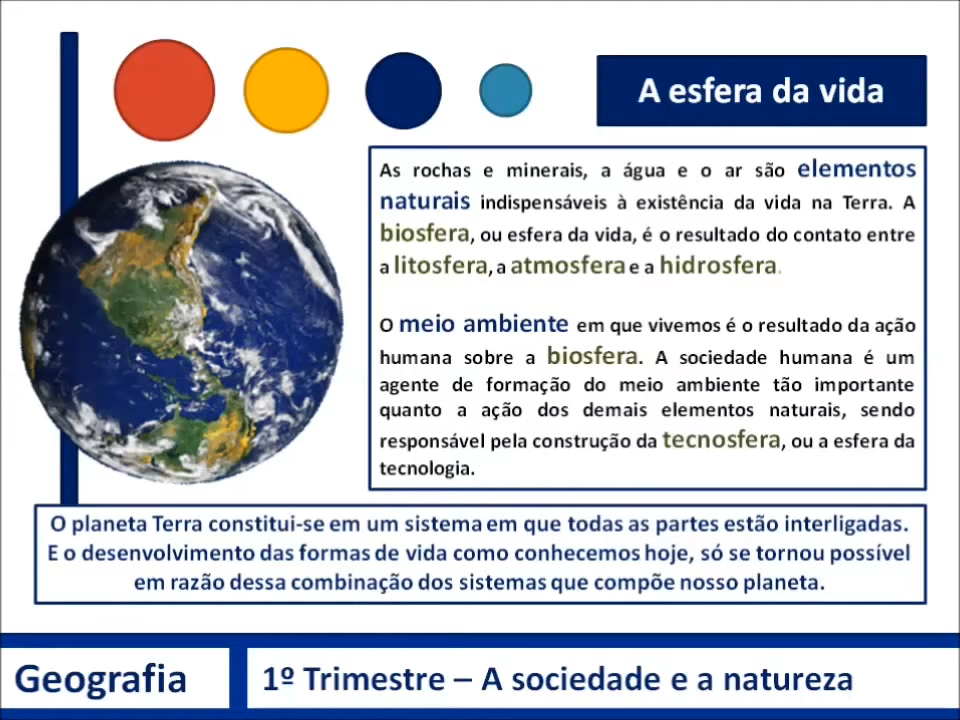 A esfera da vida
As rochas e minerais, a água e o ar são elementos
naturais indispensáveis à existência da vida na Terra. A
biosfera, ou esfera da vida, é o resultado do contato entre
a litosfera, a atmosfera e a hidrosfera.
O meio ambiente em que vivemos é o resultado da ação
humana sobre a biosfera. A sociedade humana é um
agente de formação do meio ambiente tão importante
quanto a ação dos demais elementos naturais, sendo
responsável pela construção da tecnosfera, ou a esfera da
tecnologia.
O planeta Terra constitui-se em um sistema em que todas as partes estão interligadas.
E o desenvolvimento das formas de vida como conhecemos hoje, só se tornou possível
em razão dessa combinação dos sistemas que compõe nosso planeta.
Geografia
1º Trimestre – A sociedade e a natureza